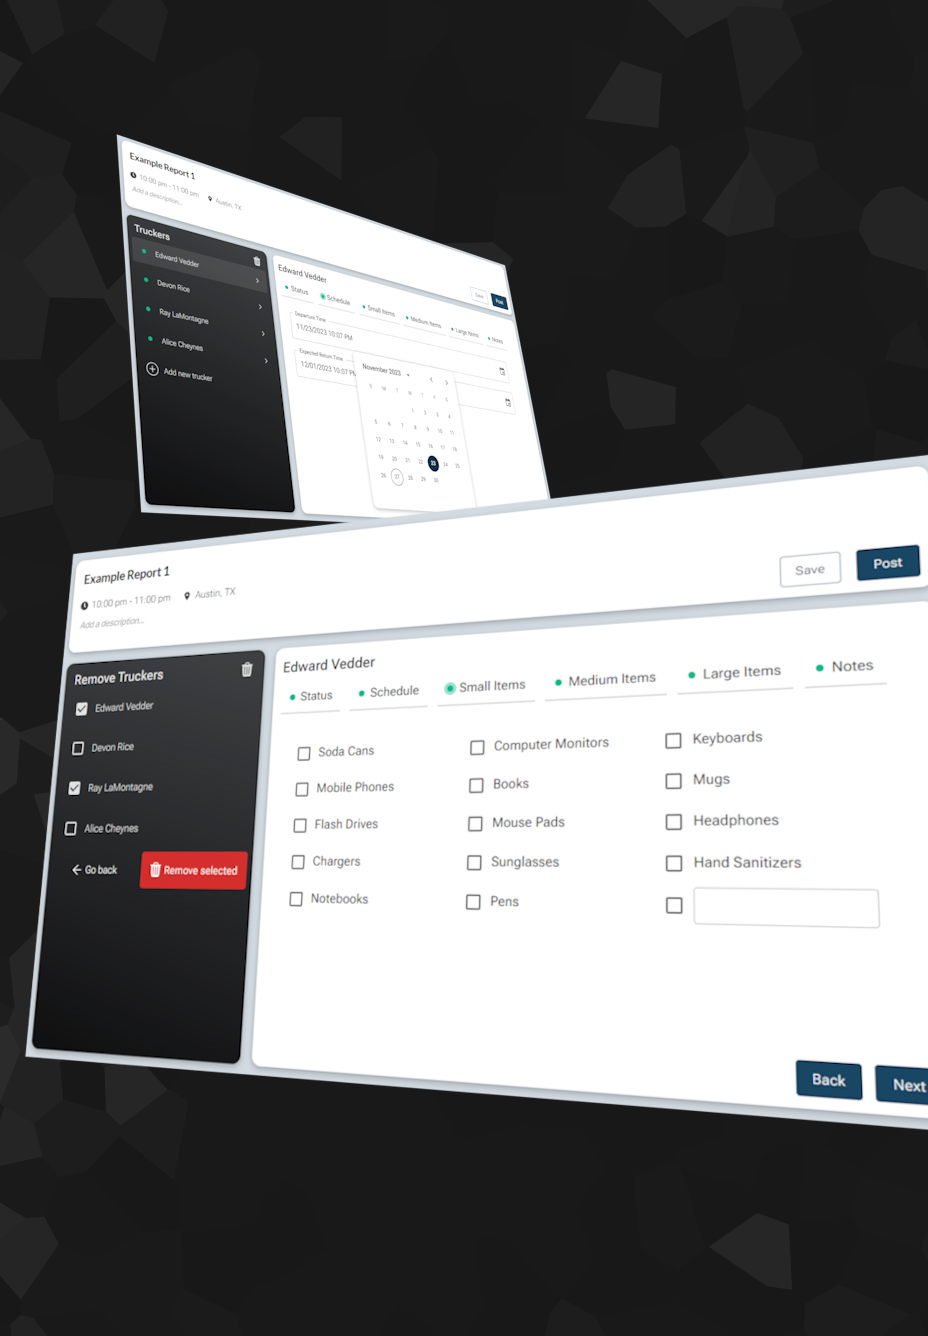 Example Report 1
10:00 pm - 11:00 pm Austin, TX
Add a description...
Save Post
Truckers
Edward Vedder
Devon Rice
Ray LaMontagne
Alice Cheynes
Add new trucker
Edward Vedder
Status Schedule Small Items Medium Items Large Items Notes
Departure Time
11/23/2023 10:07 PM
Expected Return Time
12/01/2023 10:07 PM
November 2023
S M T W T F S
1 2 3 4
5 6 7 8 9 10 11
12 13 14 15 16 17 18
19 20 21 22 23 24 25
26 27 28 29 30
Example Report 1
10:00 pm - 11:00 pm Austin, TX
Add a description...
Save Post
Remove Truckers
Edward Vedder
Devon Rice
Ray LaMontagne
Alice Cheynes
Go back Remove selected
Edward Vedder
Status Schedule Small Items Medium Items Large Items Notes
Soda Cans Computer Monitors Keyboards
Mobile Phones Books Mugs
Flash Drives Mouse Pads Headphones
Chargers Sunglasses Hand Sanitizers
Notebooks Pens
Back Next